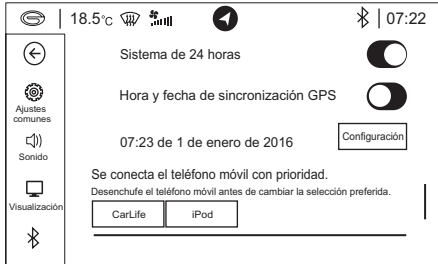 18.5°C
07:22
Sistema de 24 horas
Ajustes
comunes
Hora y fecha de sincronización GPS
Sonido
07:23 de 1 de enero de 2016
Configuración
Visualización
Se conecta el teléfono móvil con prioridad.
Desenchufe el teléfono móvil antes de cambiar la selección preferida.
CarLife
iPod